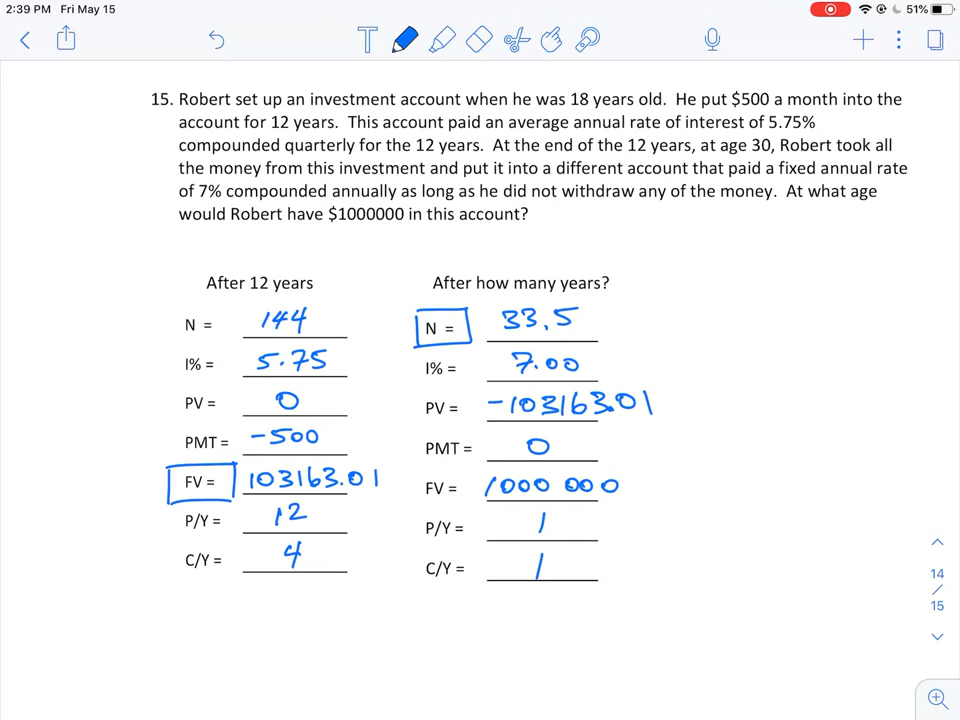 2:39 PM Fri May 15
51%
T
15. Robert set up an investment account when he was 18 years old. He put $500 a month into the
account for 12 years. This account paid an average annual rate of interest of 5.75%
compounded quarterly for the 12 years. At the end of the 12 years, at age 30, Robert took all
the money from this investment and put it into a different account that paid a fixed annual rate
of 7% compounded annually as long as he did not withdraw any of the money. At what age
would Robert have $1000000 in this account?
After 12 years
N = 144
I% = 5.75
PV = 0
PMT = -500
FV = 103163.01
P/Y = 12
C/Y = 4
After how many years?
N = 33.5
I% = 7.00
PV = -103163.01
PMT = 0
FV = 1000 000
P/Y = 1
C/Y = 1
14
/
15